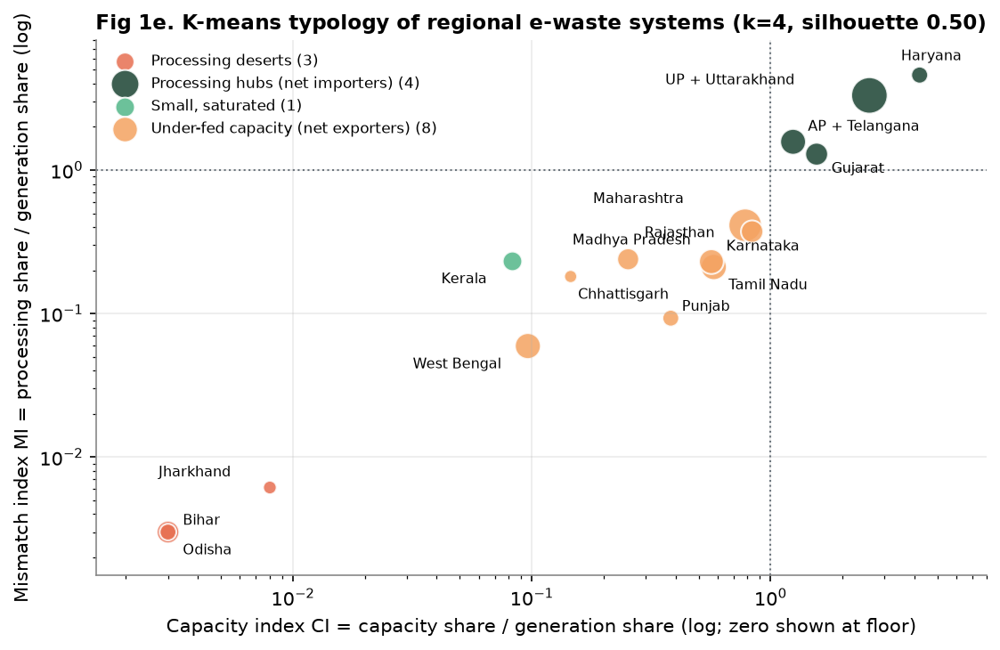 Fig 1e. K-means typology of regional e-waste systems (k=4, silhouette 0.50)
Mismatch index MI = processing share / generation share (log)
Processing deserts (3)
Processing hubs (net importers) (4)
Small, saturated (1)
Under-fed capacity (net exporters) (8)
Haryana
UP + Uttarakhand
AP + Telangana
Gujarat
Maharashtra
Rajasthan
Madhya Pradesh
Karnataka
Kerala
Tamil Nadu
Chhattisgarh
Punjab
West Bengal
Jharkhand
Bihar
Odisha
10⁰
10⁻¹
10⁻²
10⁻²
10⁻¹
10⁰
Capacity index CI = capacity share / generation share (log; zero shown at floor)